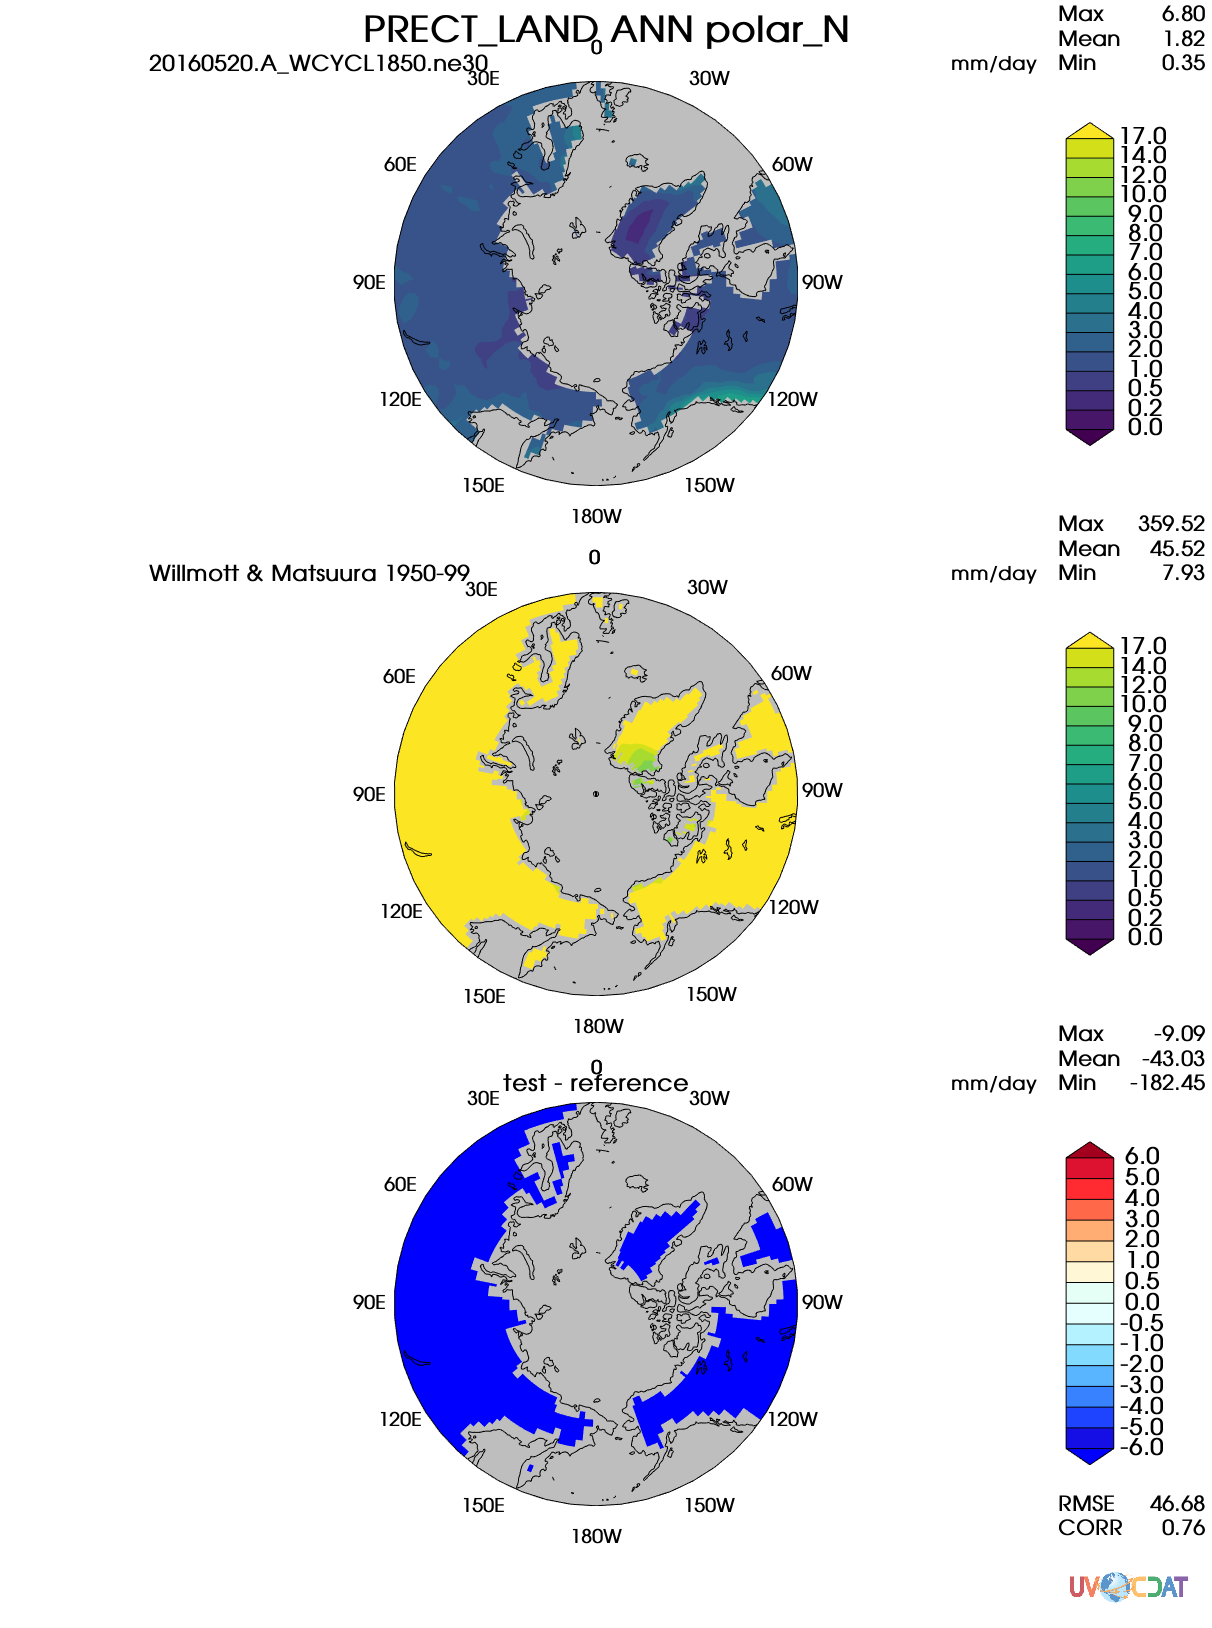 PRECT_LAND ANN polar_N
20160520.A_WCYCL1850.ne30
mm/day
Max 6.80
Mean 1.82
Min 0.35
0
30W
60W
90W
120W
150W
180W
150E
120E
90E
60E
30E
17.0
14.0
12.0
10.0
9.0
8.0
7.0
6.0
5.0
4.0
3.0
2.0
1.0
0.5
0.2
0.0
Willmott & Matsuura 1950-99
mm/day
Max 359.52
Mean 45.52
Min 7.93
0
30W
60W
90W
120W
150W
180W
150E
120E
90E
60E
30E
17.0
14.0
12.0
10.0
9.0
8.0
7.0
6.0
5.0
4.0
3.0
2.0
1.0
0.5
0.2
0.0
test - reference
mm/day
Max -9.09
Mean -43.03
Min -182.45
0
30W
60W
90W
120W
150W
180W
150E
120E
90E
60E
30E
6.0
5.0
4.0
3.0
2.0
1.0
0.5
0.0
-0.5
-1.0
-2.0
-3.0
-4.0
-5.0
-6.0
RMSE 46.68
CORR 0.76
UV CDAT